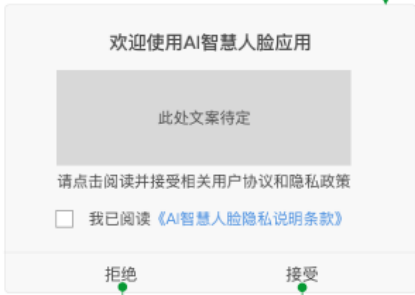 欢迎使用AI智慧人脸应用
此处文案待定
请点击阅读并接受相关用户协议和隐私政策
我已阅读《AI智慧人脸隐私说明条款》
拒绝 接受